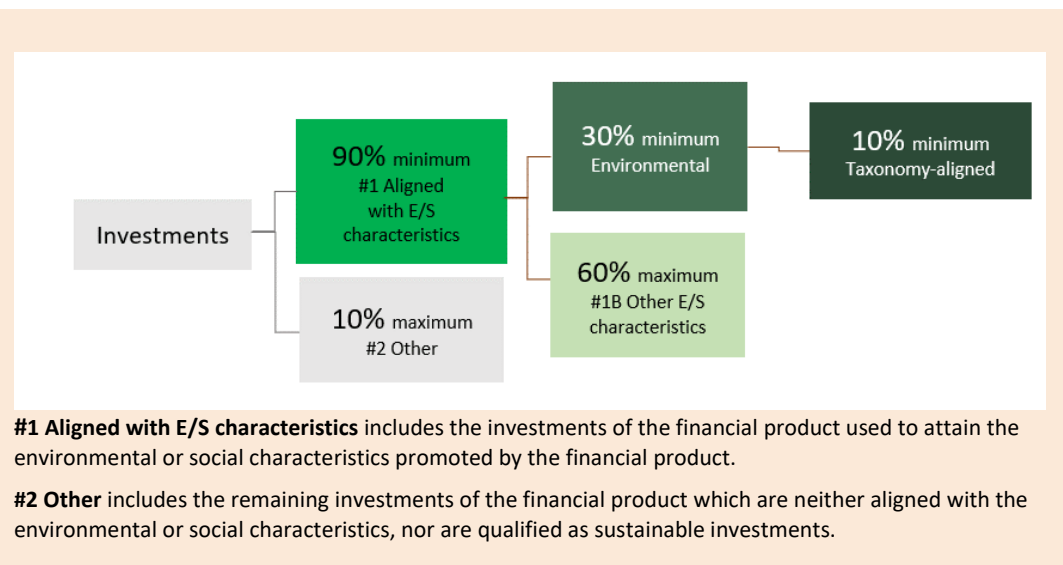 Investments
90% minimum
#1 Aligned
with E/S
characteristics
10% maximum
#2 Other
30% minimum
Environmental
60% maximum
#1B Other E/S
characteristics
10% minimum
Taxonomy-aligned
#1 Aligned with E/S characteristics includes the investments of the financial product used to attain the
environmental or social characteristics promoted by the financial product.
#2 Other includes the remaining investments of the financial product which are neither aligned with the
environmental or social characteristics, nor are qualified as sustainable investments.